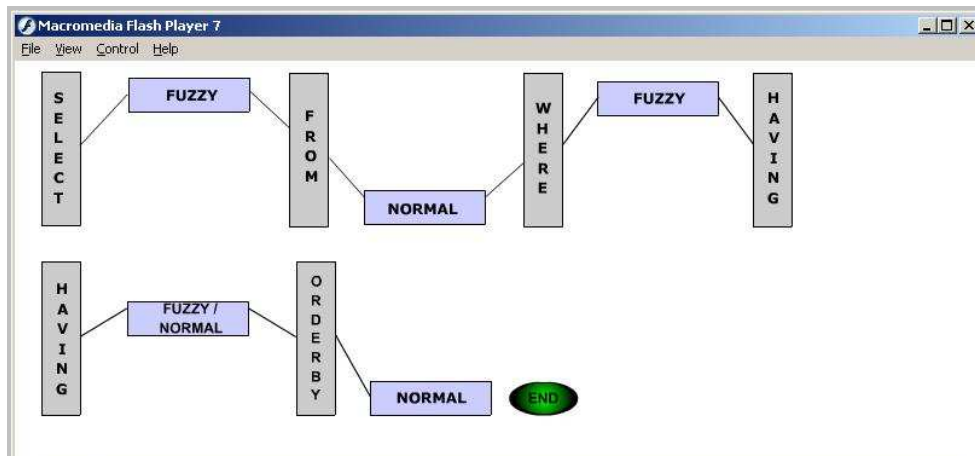 Macromedia Flash Player 7
File View Control Help
SELECT
FUZZY
FROM
NORMAL
WHERE
FUZZY
HAVING
HAVING
FUZZY /
NORMAL
ORDERBY
NORMAL
END